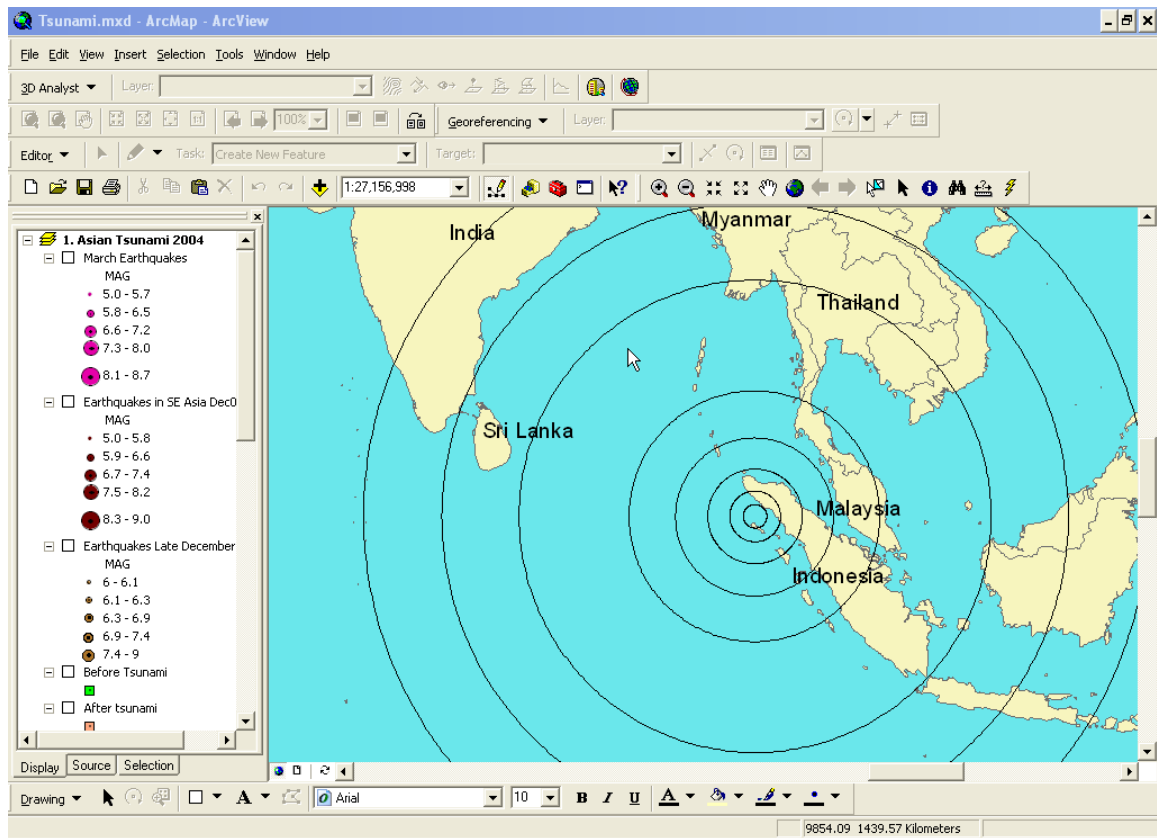 Tsunami.mxd - ArcMap - ArcView
File Edit View Insert Selection Tools Window Help
3D Analyst Layer:
100% Georeferencing Layer:
Editor Task: Create New Feature Target:
1:27,156,998
1. Asian Tsunami 2004
March Earthquakes
MAG
5.0 - 5.7
5.8 - 6.5
6.6 - 7.2
7.3 - 8.0
8.1 - 8.7
Earthquakes in SE Asia Dec0
MAG
5.0 - 5.8
5.9 - 6.6
6.7 - 7.4
7.5 - 8.2
8.3 - 9.0
Earthquakes Late December
MAG
6 - 6.1
6.1 - 6.3
6.3 - 6.9
6.9 - 7.4
7.4 - 9
Before Tsunami
After tsunami
Display Source Selection
India
Myanmar
Thailand
Sri Lanka
Malaysia
Indonesia
Drawing A Arial 10 B I U A
9854.09 1439.57 Kilometers